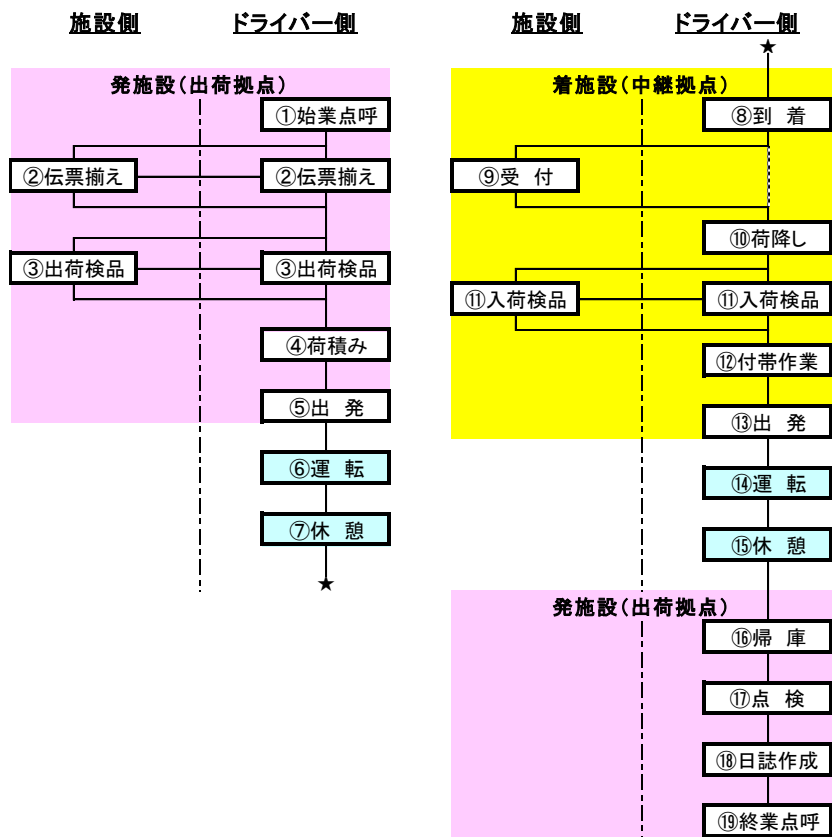 施設側 ドライバー側
発施設(出荷拠点)
①始業点呼
②伝票揃え ②伝票揃え
③出荷検品 ③出荷検品
④荷積み
⑤出 発
⑥運 転
⑦休 憩
★
施設側 ドライバー側
★
着施設(中継拠点)
⑧到 着
⑨受 付
⑩荷降し
⑪入荷検品 ⑪入荷検品
⑫付帯作業
⑬出 発
⑭運 転
⑮休 憩
発施設(出荷拠点)
⑯帰 庫
⑰点 検
⑱日誌作成
⑲終業点呼